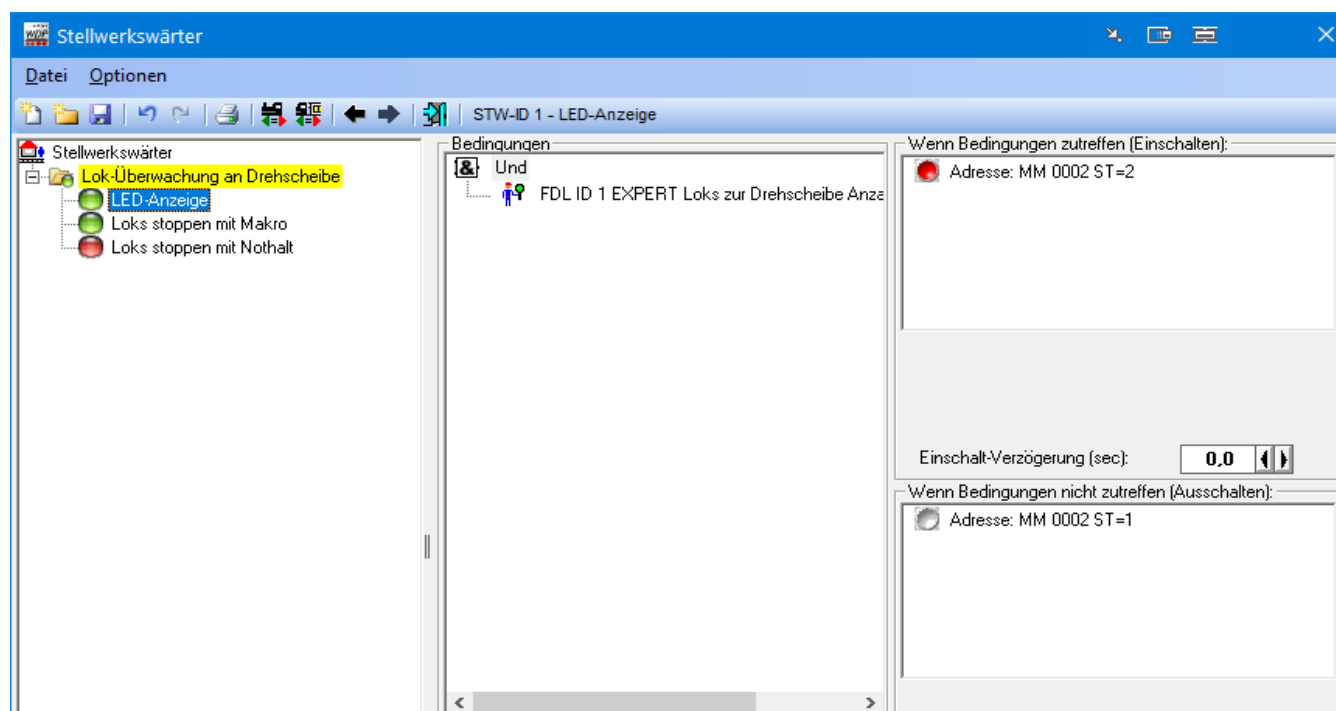 Stellwerkswärter
Datei Optionen
STW-ID 1 - LED-Anzeige
Stellwerkswärter
Lok-Überwachung an Drehscheibe
LED-Anzeige
Loks stoppen mit Makro
Loks stoppen mit Nothalt
Bedingungen
& Und
FDL ID 1 EXPERT Loks zur Drehscheibe Anza
Wenn Bedingungen zutreffen (Einschalten):
Adresse: MM 0002 ST=2
Einschalt-Verzögerung (sec): 0,0
Wenn Bedingungen nicht zutreffen (Ausschalten):
Adresse: MM 0002 ST=1